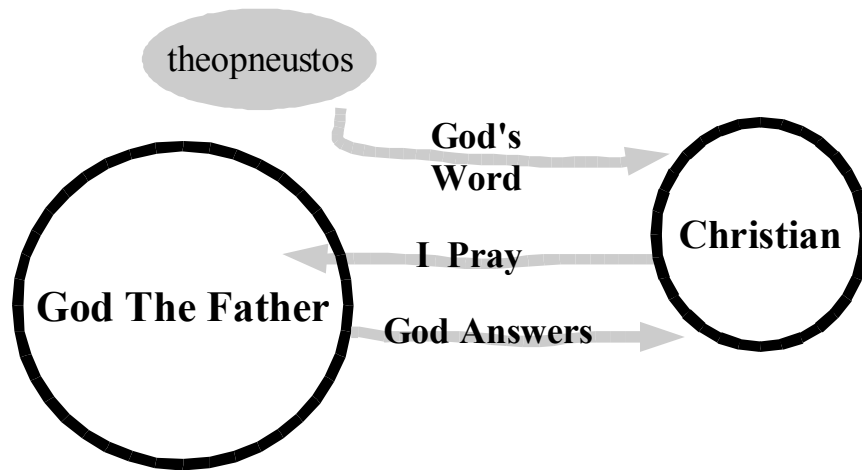 theopneustos
God's
Word
Christian
I Pray
God The Father
God Answers